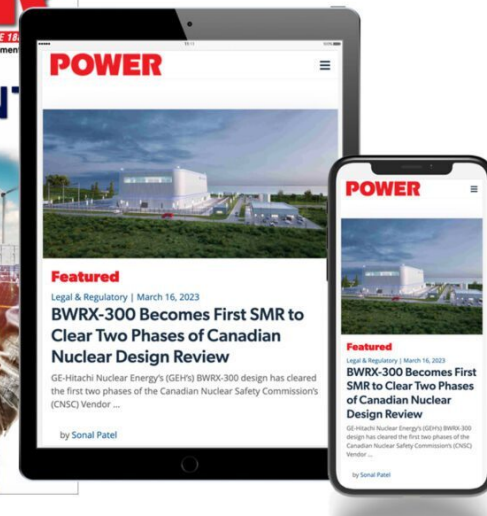 POWER
Featured
Legal & Regulatory | March 16, 2023
BWRX-300 Becomes First SMR to
Clear Two Phases of Canadian
Nuclear Design Review
GE-Hitachi Nuclear Energy's (GEH's) BWRX-300 design has cleared
the first two phases of the Canadian Nuclear Safety Commission's
(CNSC) Vendor ...
by Sonal Patel
POWER
Featured
Legal & Regulatory | March 16, 2023
BWRX-300 Becomes First
SMR to Clear Two Phases
of Canadian Nuclear
Design Review
GE-Hitachi Nuclear Energy's (GEH's) BWRX-300
design has cleared the first two phases of the
Canadian Nuclear Safety Commission's (CNSC)
Vendor ...
by Sonal Patel